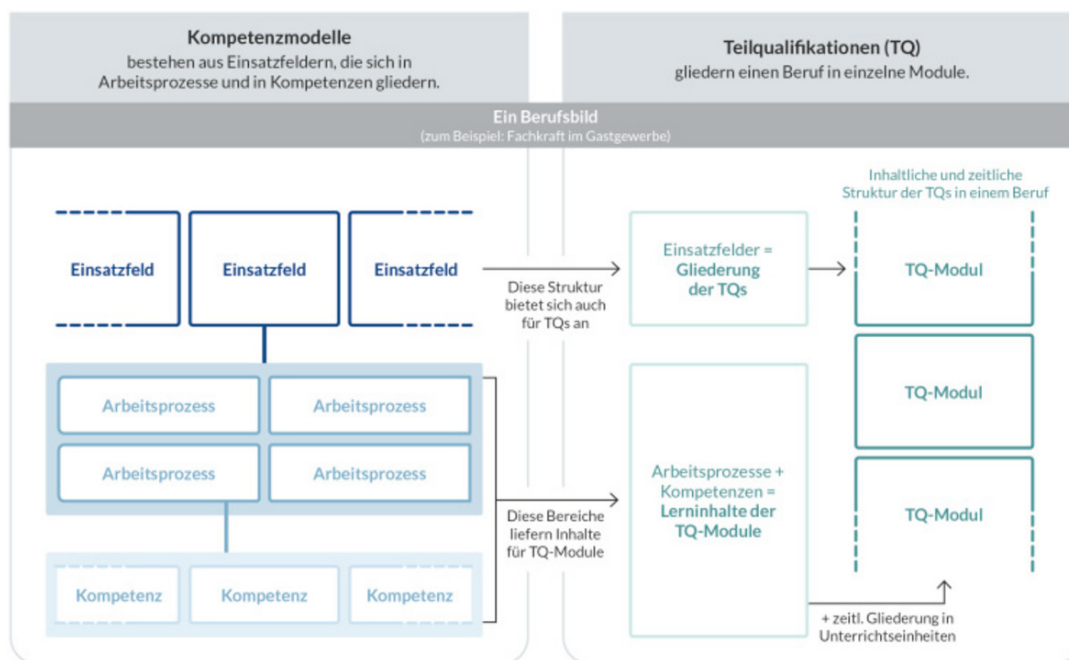 Kompetenzmodelle
bestehen aus Einsatzfeldern, die sich in
Arbeitsprozesse und in Kompetenzen gliedern.
Teilqualifikationen (TQ)
gliedern einen Beruf in einzelne Module.
Ein Berufsbild
(zum Beispiel: Fachkraft im Gastgewerbe)
Einsatzfeld
Einsatzfeld
Einsatzfeld
Diese Struktur
bietet sich auch
für TQs an
Arbeitsprozess
Arbeitsprozess
Arbeitsprozess
Arbeitsprozess
Diese Bereiche
liefern Inhalte
für TQ-Module
Kompetenz
Kompetenz
Kompetenz
Einsatzfelder =
Gliederung
der TQs
Arbeitsprozesse +
Kompetenzen =
Lerninhalte der
TQ-Module
Inhaltliche und zeitliche
Struktur der TQs in einem Beruf
TQ-Modul
TQ-Modul
TQ-Modul
+ zeitl. Gliederung in
Unterrichtseinheiten